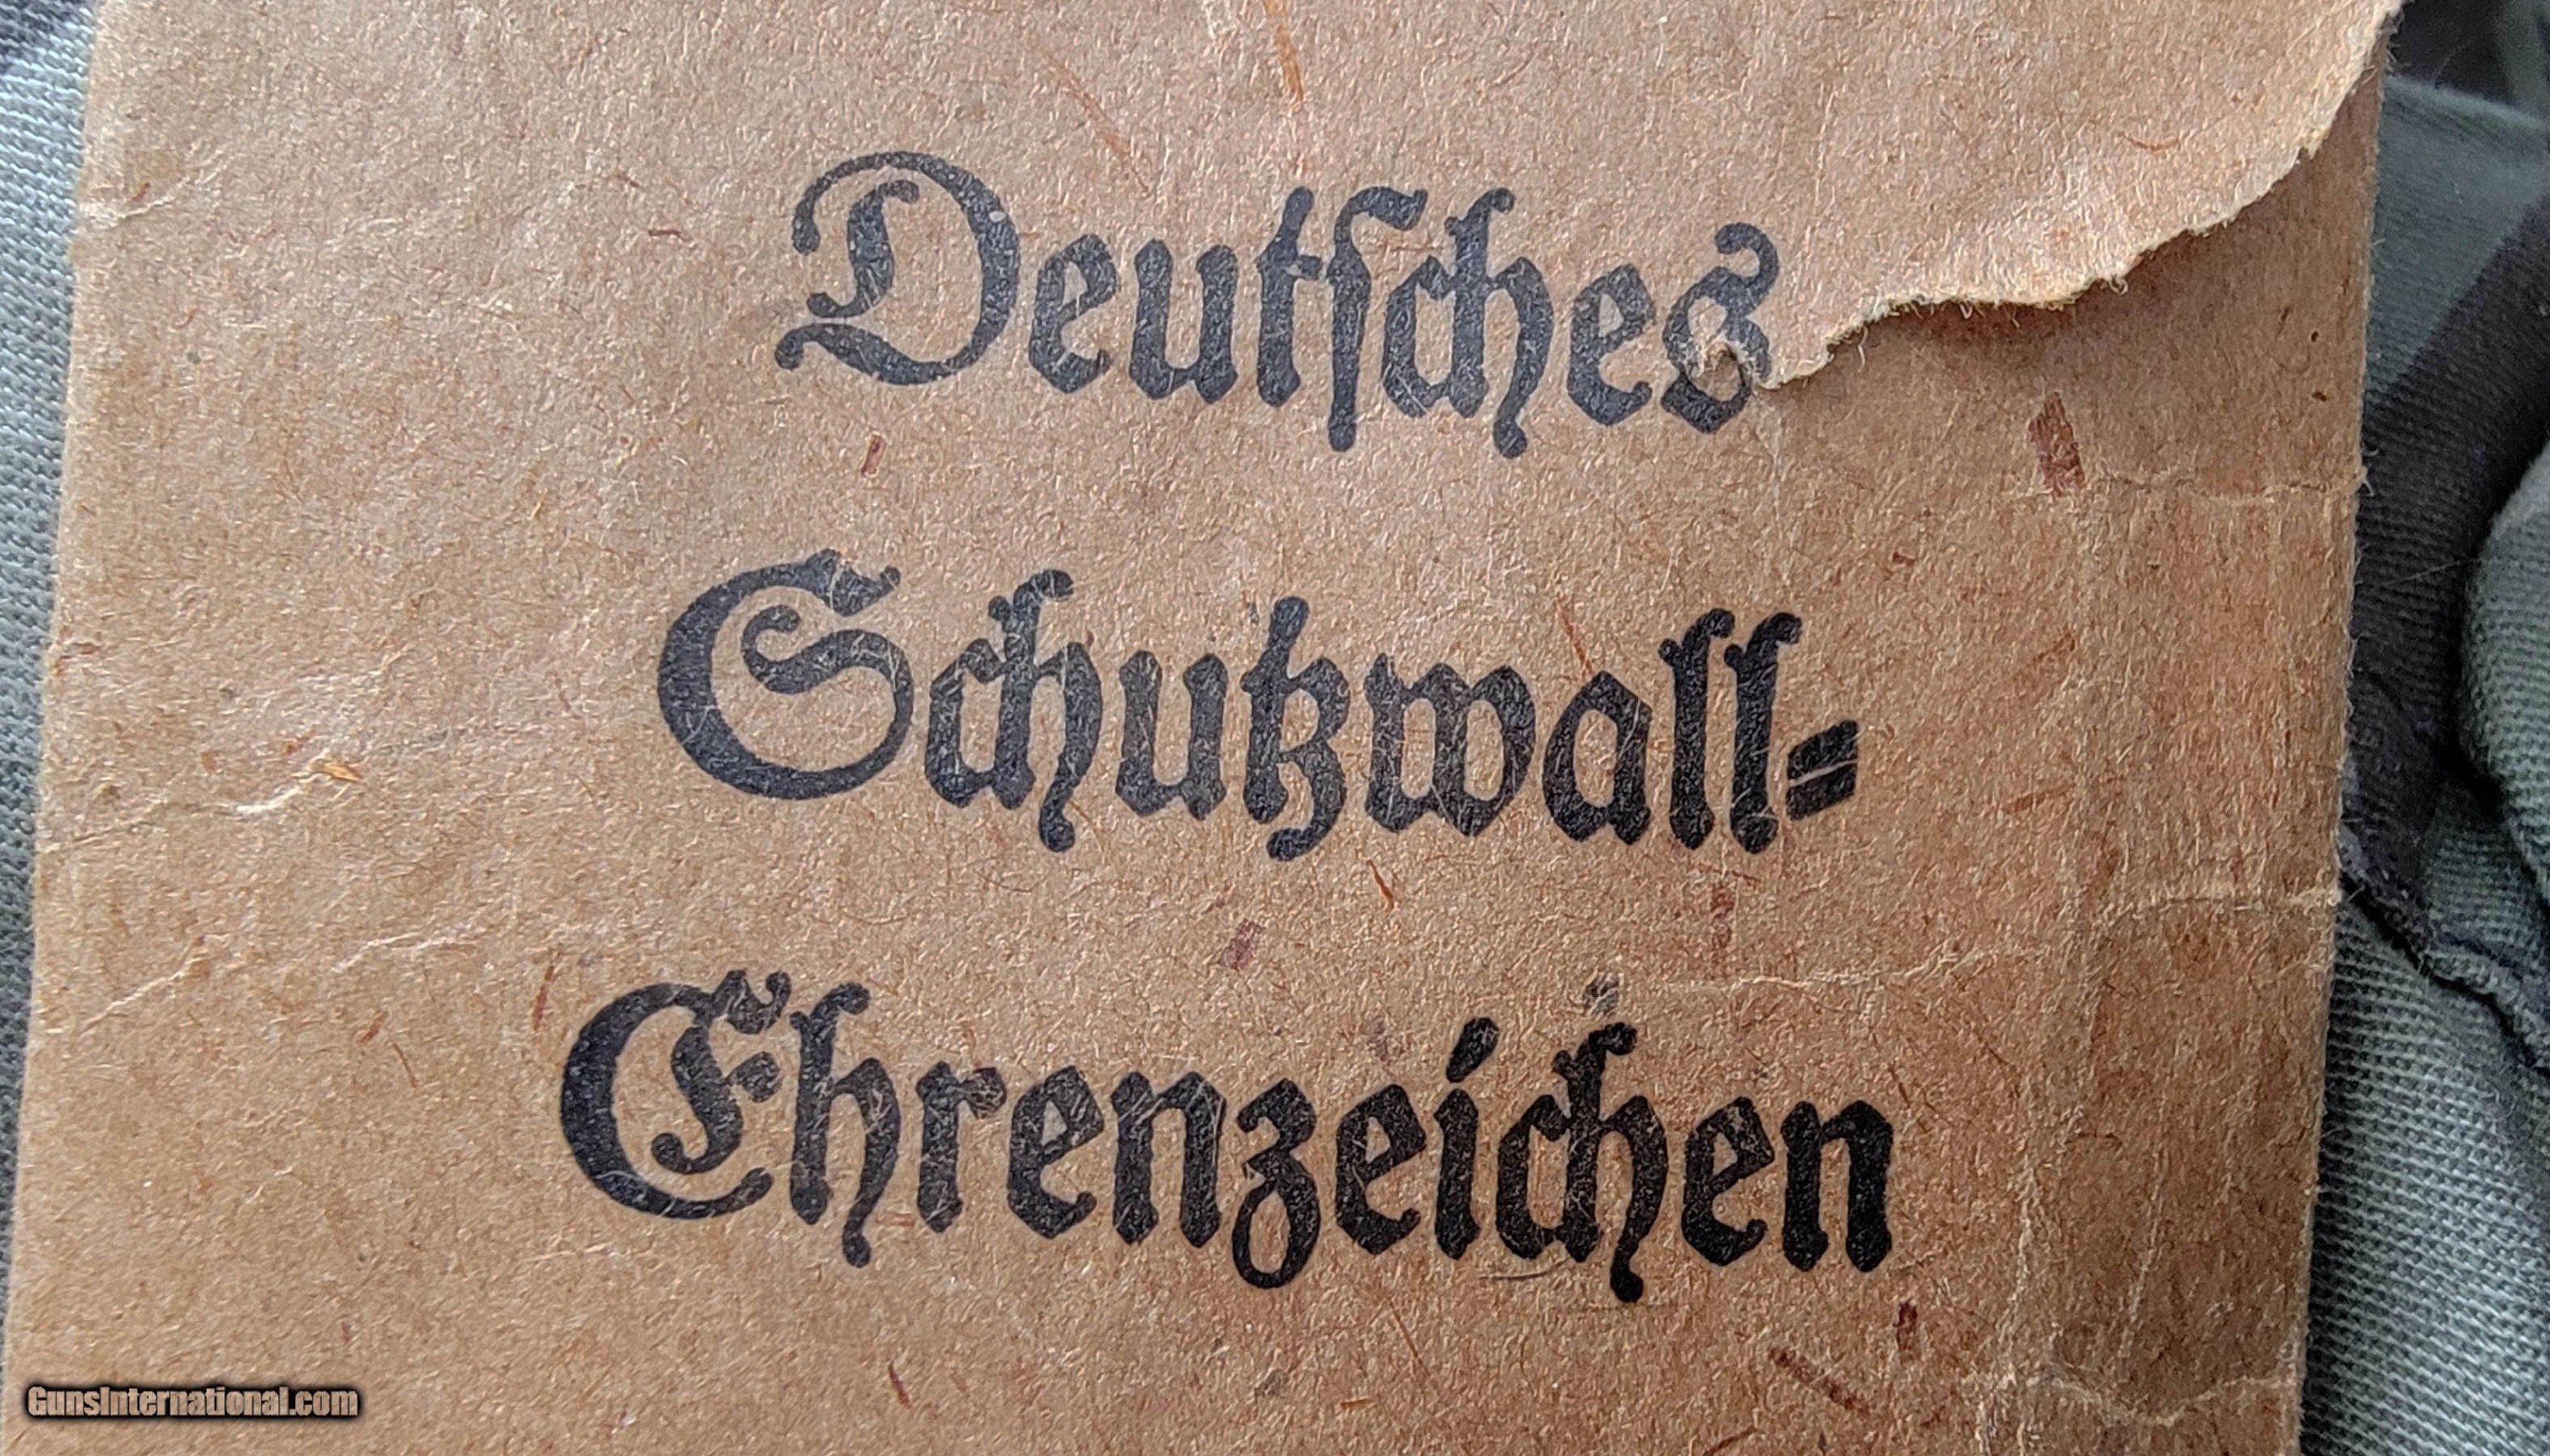 Deutsches
Schutzwall=
Ehrenzeichen
GunsInternational.com